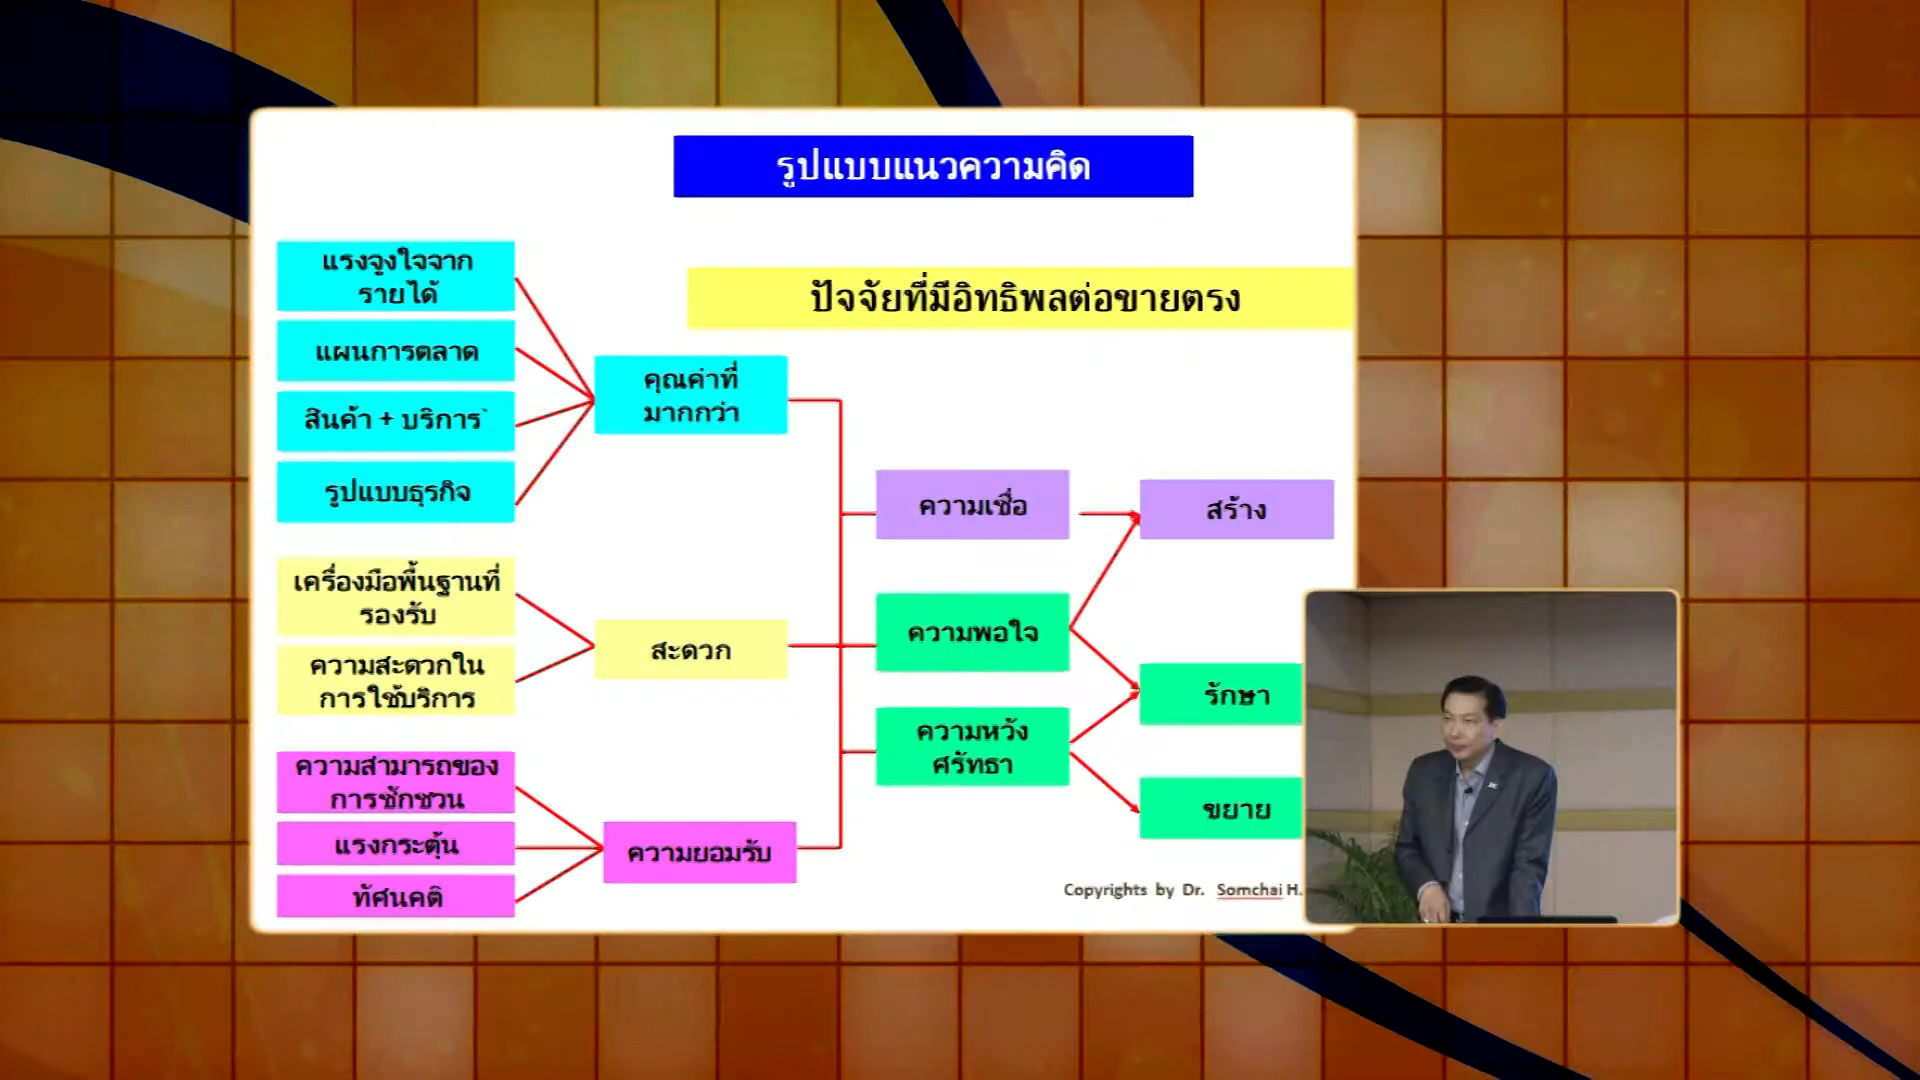 รูปแบบแนวความคิด
ปัจจัยที่มีอิทธิพลต่อขายตรง
แรงจูงใจจาก
รายได้
แผนการตลาด
สินค้า + บริการ`
รูปแบบธุรกิจ
คุณค่าที่
มากกว่า
เครื่องมือพื้นฐานที่
รองรับ
ความสะดวกใน
การใช้บริการ
สะดวก
ความสามารถของ
การชักชวน
แรงกระตุ้น
ทัศนคติ
ความยอมรับ
ความเชื่อ
ความพอใจ
ความหวัง
ศรัทธา
สร้าง
รักษา
ขยาย
Copyrights by Dr. Somchai H.